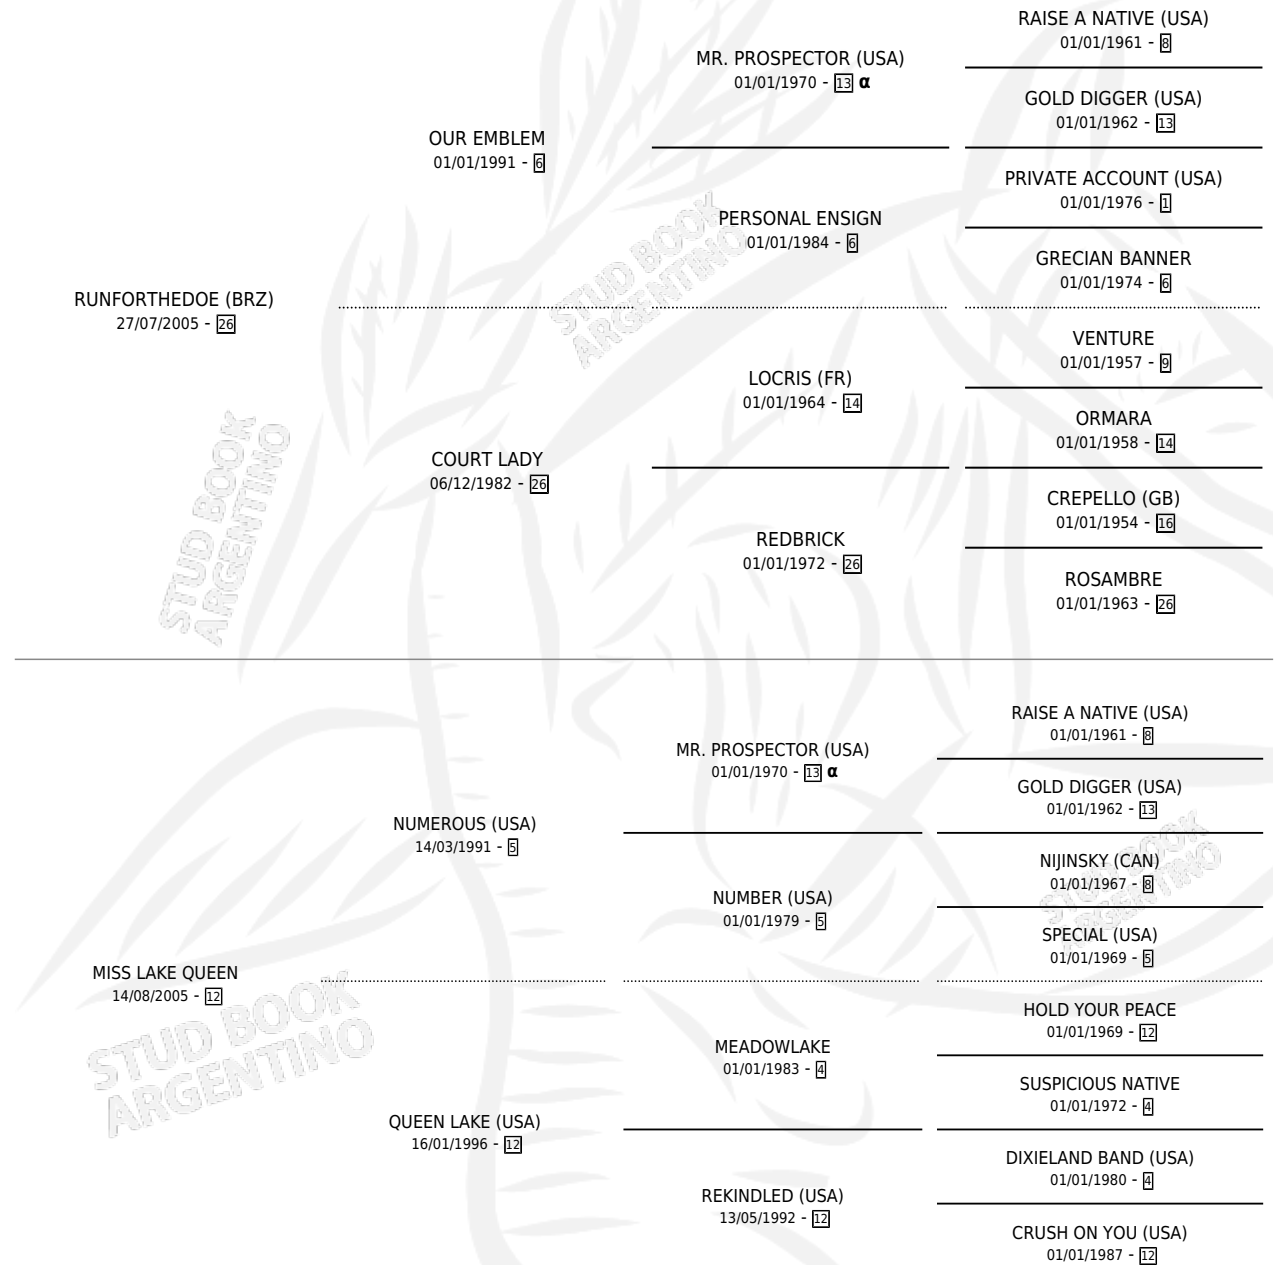 RAISE A NATIVE (USA)
01/01/1961 - 8
MR. PROSPECTOR (USA)
01/01/1970 - 13 α
GOLD DIGGER (USA)
01/01/1962 - 13
OUR EMBLEM
01/01/1991 - 6
PRIVATE ACCOUNT (USA)
01/01/1976 - 1
PERSONAL ENSIGN
01/01/1984 - 6
GRECIAN BANNER
01/01/1974 - 6
RUNFORTHEDOE (BRZ)
27/07/2005 - 26
STUD BOOK
ARGENTINO
VENTURE
01/01/1957 - 9
LOCRIS (FR)
01/01/1964 - 14
ORMARA
01/01/1958 - 14
COURT LADY
06/12/1982 - 26
CREPELLO (GB)
01/01/1954 - 16
REDBRICK
01/01/1972 - 26
ROSAMBRE
01/01/1963 - 26
STUD BOOK
ARGENTINO
RAISE A NATIVE (USA)
01/01/1961 - 8
MR. PROSPECTOR (USA)
01/01/1970 - 13 α
GOLD DIGGER (USA)
01/01/1962 - 13
NUMEROUS (USA)
14/03/1991 - 5
NIJINSKY (CAN)
01/01/1967 - 8
STUD BOOK
ARGENTINO
NUMBER (USA)
01/01/1979 - 5
SPECIAL (USA)
01/01/1969 - 5
MISS LAKE QUEEN
14/08/2005 - 12
STUD BOOK
ARGENTINO
HOLD YOUR PEACE
01/01/1969 - 12
MEADOWLAKE
01/01/1983 - 4
SUSPICIOUS NATIVE
01/01/1972 - 4
QUEEN LAKE (USA)
16/01/1996 - 12
DIXIELAND BAND (USA)
01/01/1980 - 4
REKINDLED (USA)
13/05/1992 - 12
CRUSH ON YOU (USA)
01/01/1987 - 12